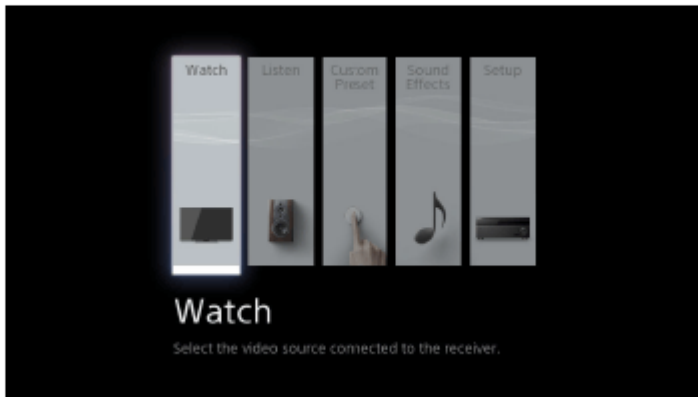 Watch
Listen
Custom
Preset
Sound
Effects
Setup
Watch
Select the video source connected to the receiver.